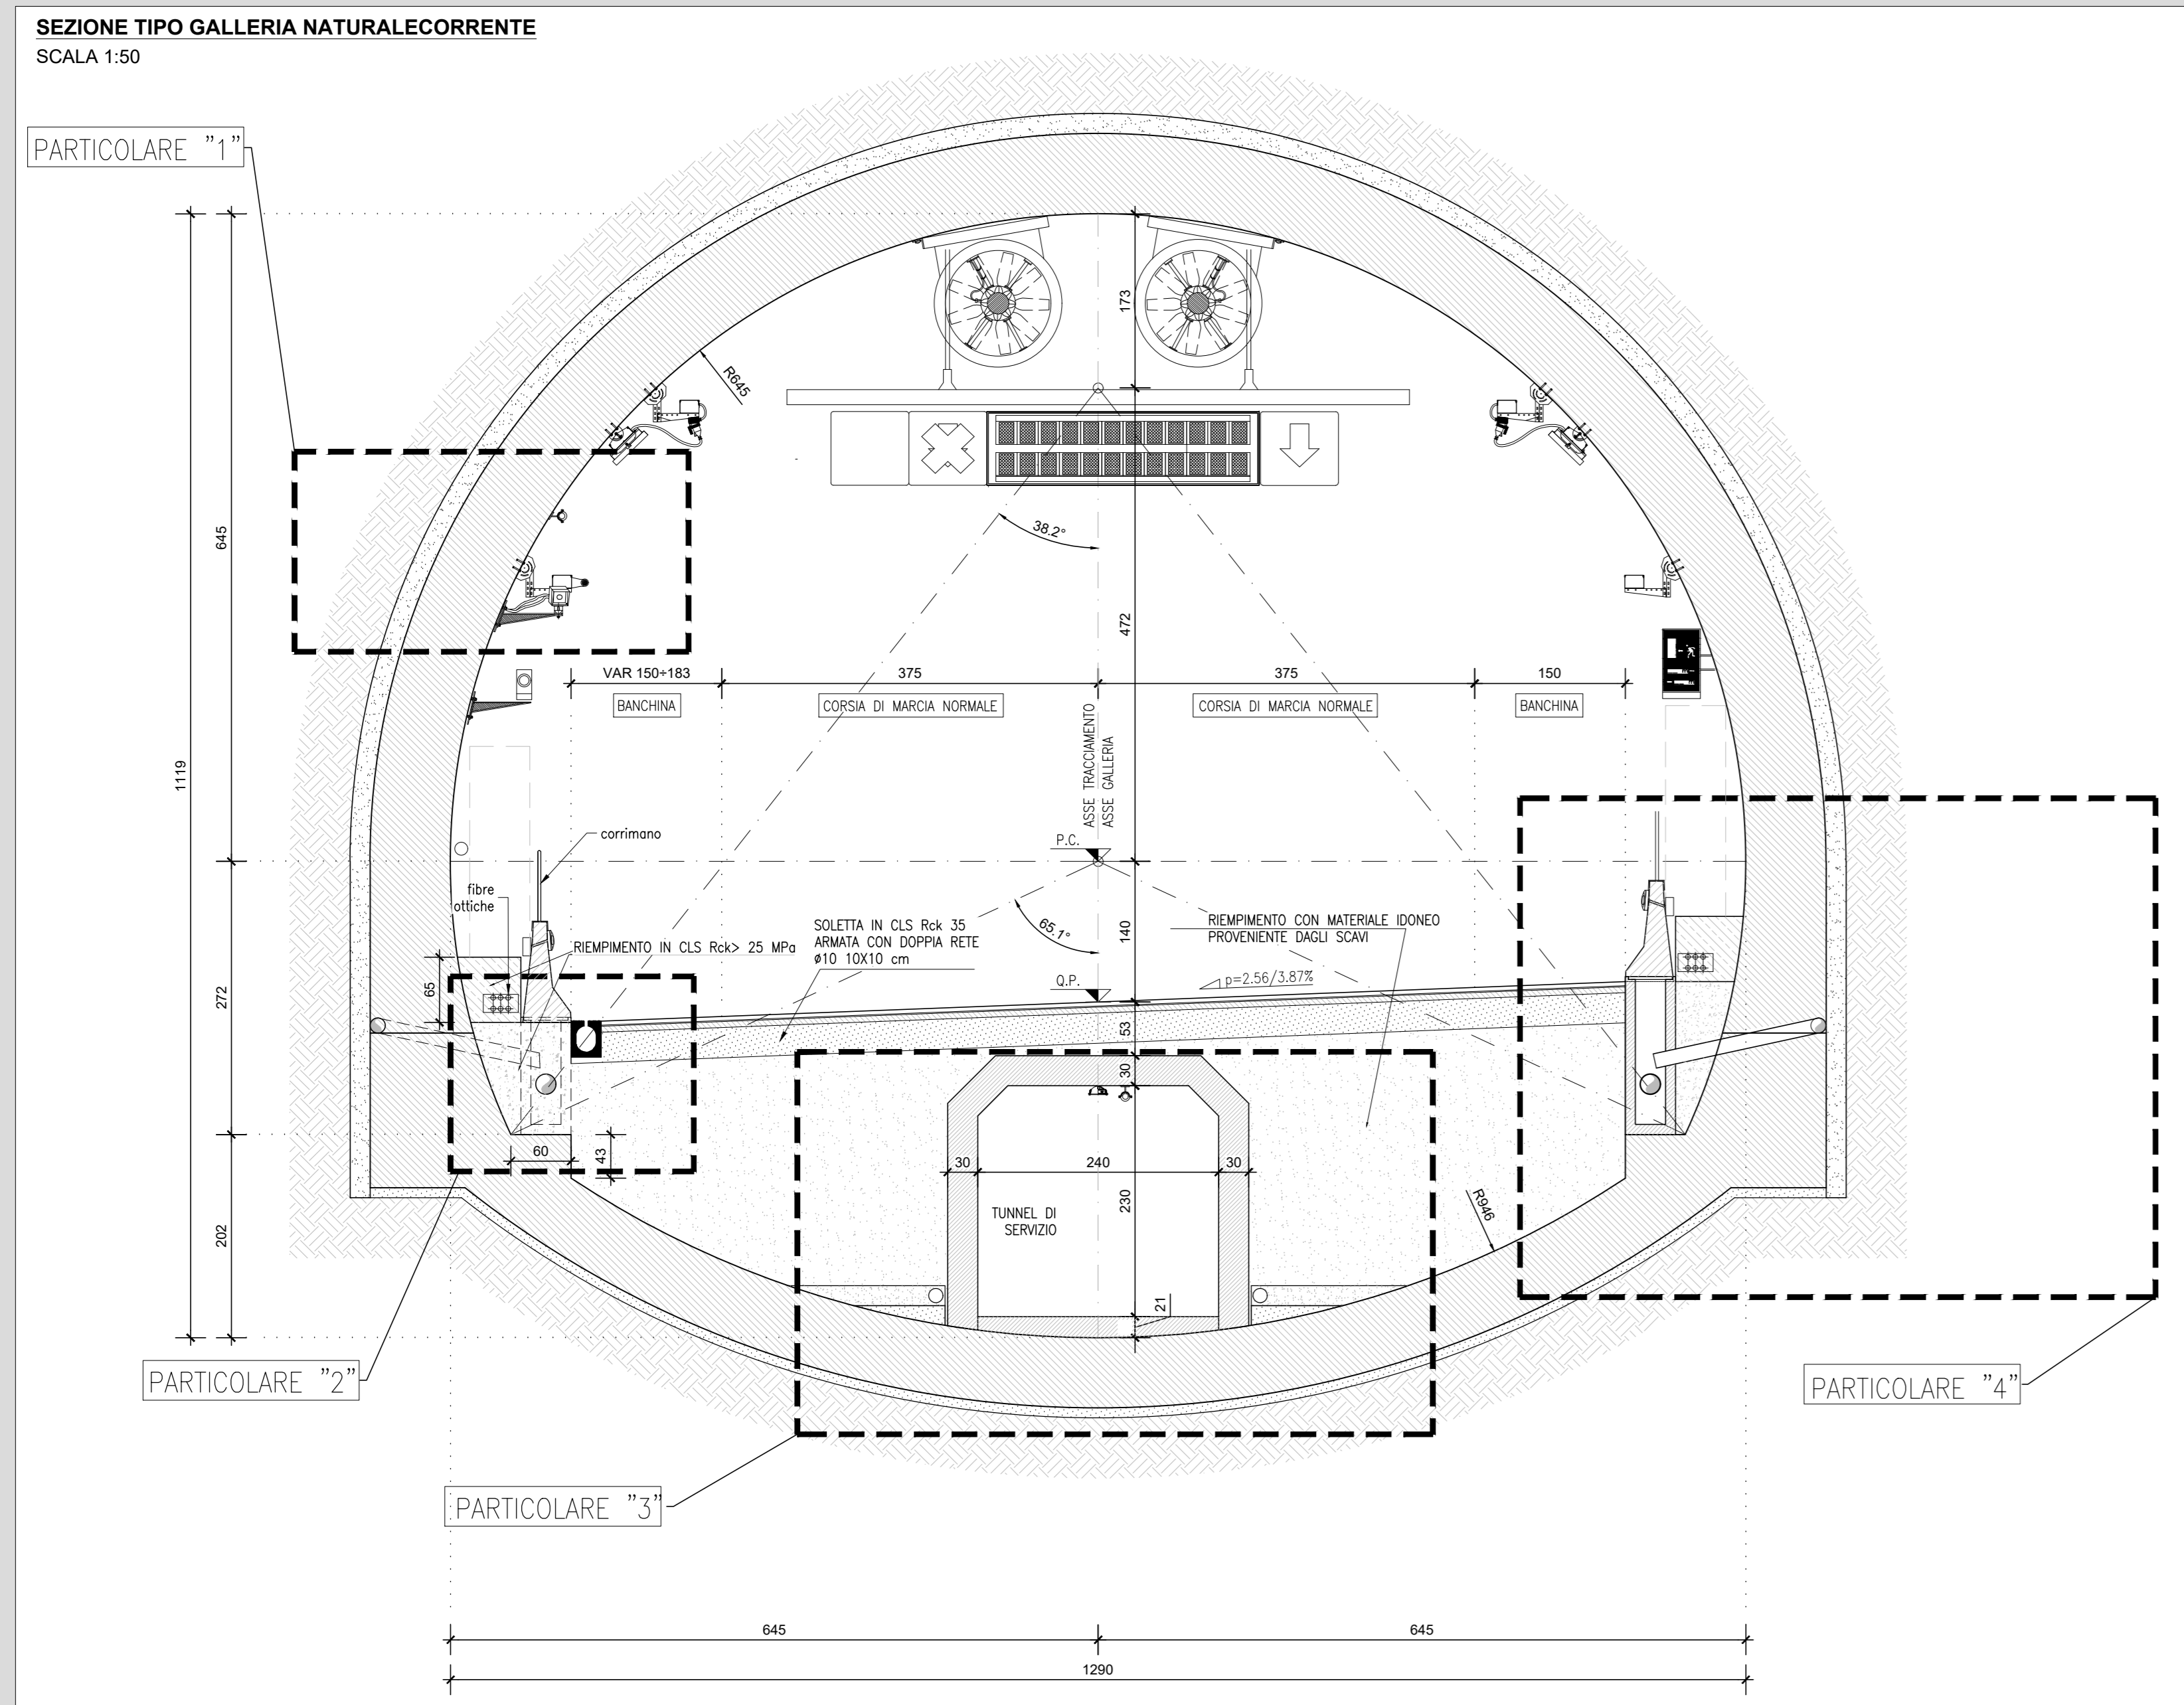 SEZIONE TIPO GALLERIA NATURALECORRENTE
SCALA 1:50
PARTICOLARE "1"
173
R645
645
38.2°
472
1119
VAR 150÷183
375
375
150
BANCHINA
CORSIA DI MARCIA NORMALE
CORSIA DI MARCIA NORMALE
BANCHINA
ASSE TRACCIAMENTO
ASSE GALLERIA
P.C.
corrimano
fibre
ottiche
RIEMPIMENTO IN CLS Rck> 25 MPa
SOLETTA IN CLS Rck 35
ARMATA CON DOPPIA RETE
ø10 10X10 cm
65.1°
140
RIEMPIMENTO CON MATERIALE IDONEO
PROVENIENTE DAGLI SCAVI
p=2.56/3.87%
Q.P.
65
272
53
30
60
43
30
240
30
230
TUNNEL DI
SERVIZIO
R946
202
21
PARTICOLARE "2"
PARTICOLARE "4"
PARTICOLARE "3"
645
645
1290